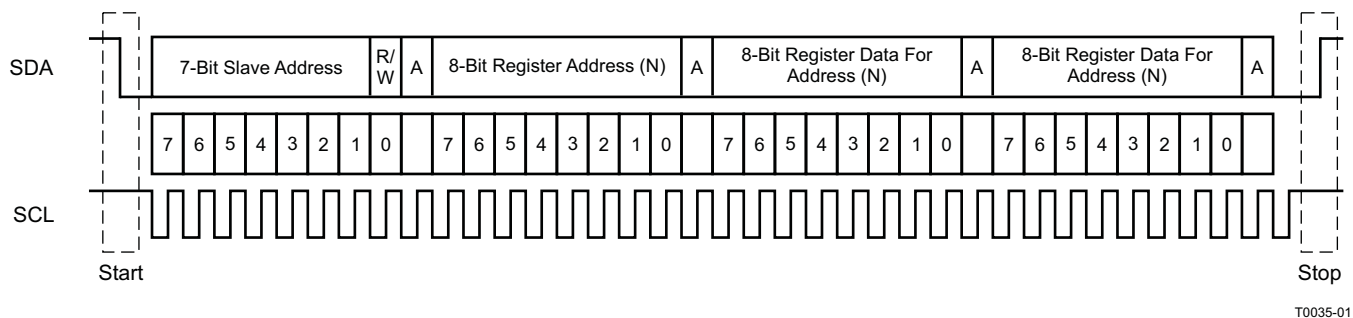 SDA
7-Bit Slave Address
R/
W
A
8-Bit Register Address (N)
A
8-Bit Register Data For
Address (N)
A
8-Bit Register Data For
Address (N)
A
7 6 5 4 3 2 1 0 7 6 5 4 3 2 1 0 7 6 5 4 3 2 1 0 7 6 5 4 3 2 1 0
SCL
Start
Stop
T0035-01